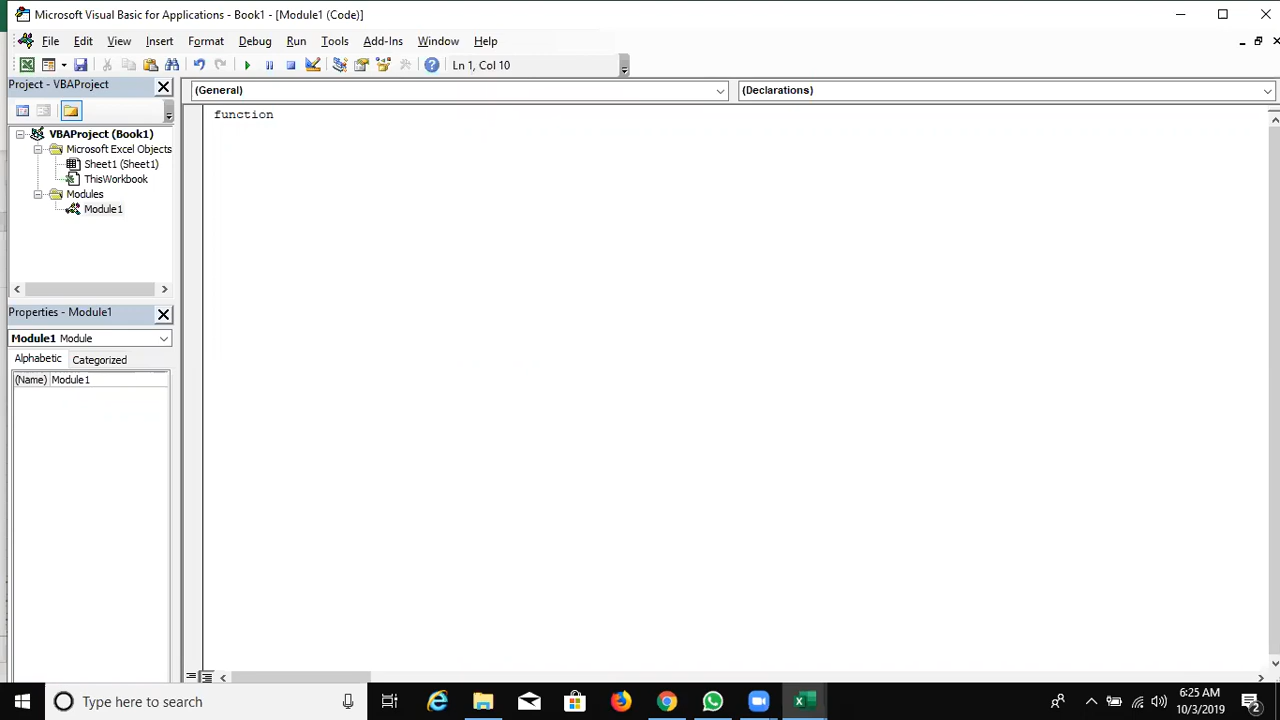 Microsoft Visual Basic for Applications - Book1 - [Module1 (Code)]
File Edit View Insert Format Debug Run Tools Add-Ins Window Help
Ln 1, Col 10
Project - VBAProject
(General)
(Declarations)
function
VBAProject (Book1)
Microsoft Excel Objects
Sheet1 (Sheet1)
ThisWorkbook
Modules
Module1
Properties - Module1
Module1 Module
Alphabetic Categorized
(Name) Module1
Type here to search
6:25 AM
10/3/2019
2